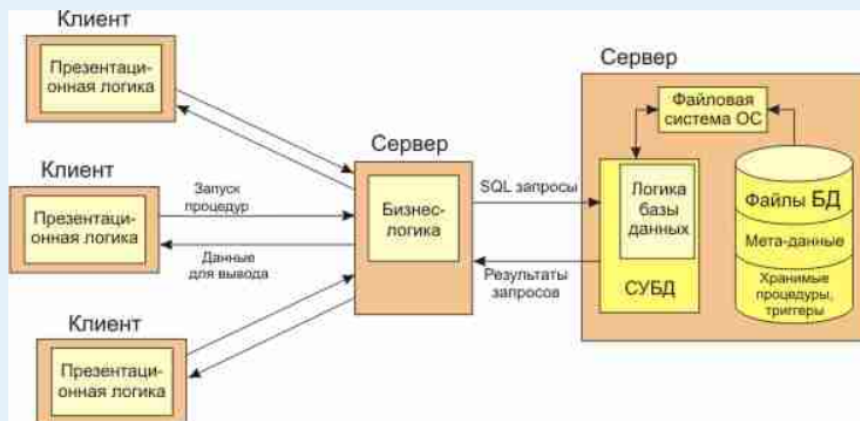 Клиент
Презентаци-
онная логика
Клиент
Презентаци-
онная логика
Клиент
Презентаци-
онная логика
Запуск
процедур
Данные
для вывода
Сервер
Бизнес-
логика
SQL запросы
Результаты
запросов
Сервер
Файловая
система ОС
Логика
базы
данных
СУБД
Файлы БД
Мета-данные
Хранимые
процедуры,
триггеры